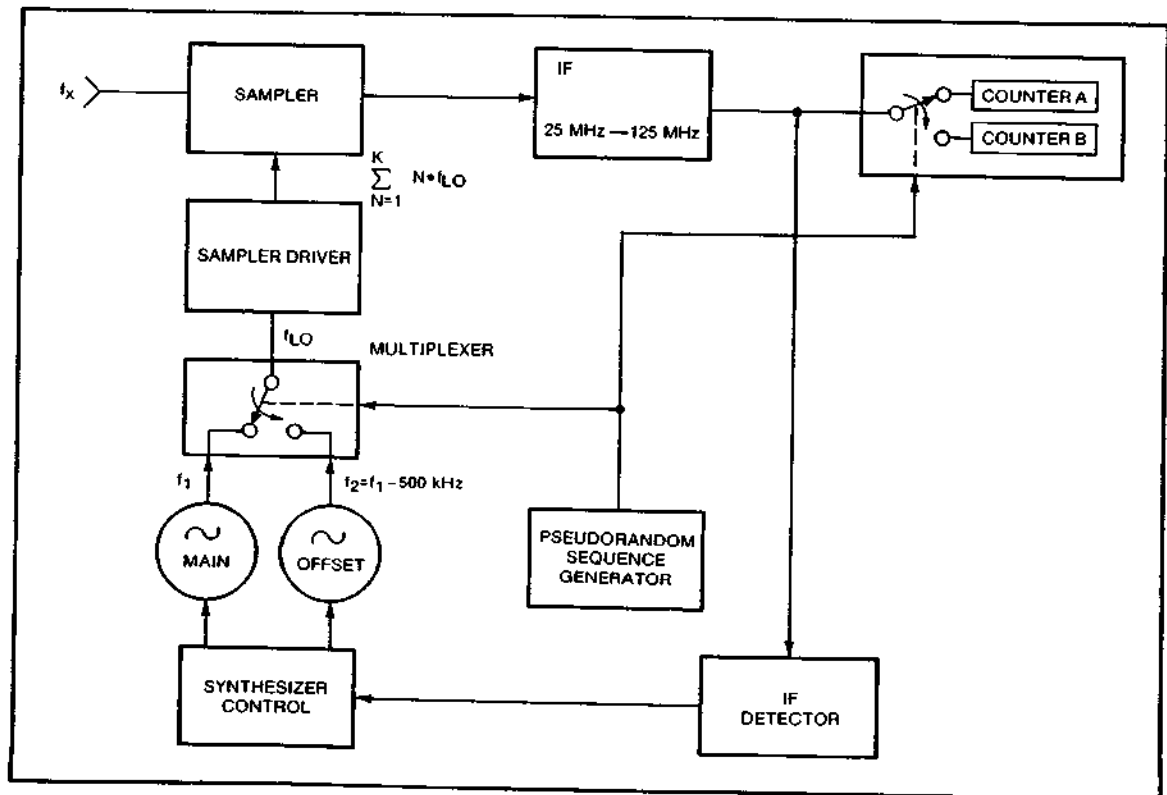 fX
SAMPLER
IF
25 MHz — 125 MHz
COUNTER A
COUNTER B
K
∑ N•fLO
N=1
SAMPLER DRIVER
fLO
MULTIPLEXER
f1
f2=f1 – 500 kHz
MAIN
OFFSET
PSEUDORANDOM
SEQUENCE
GENERATOR
SYNTHESIZER
CONTROL
IF
DETECTOR